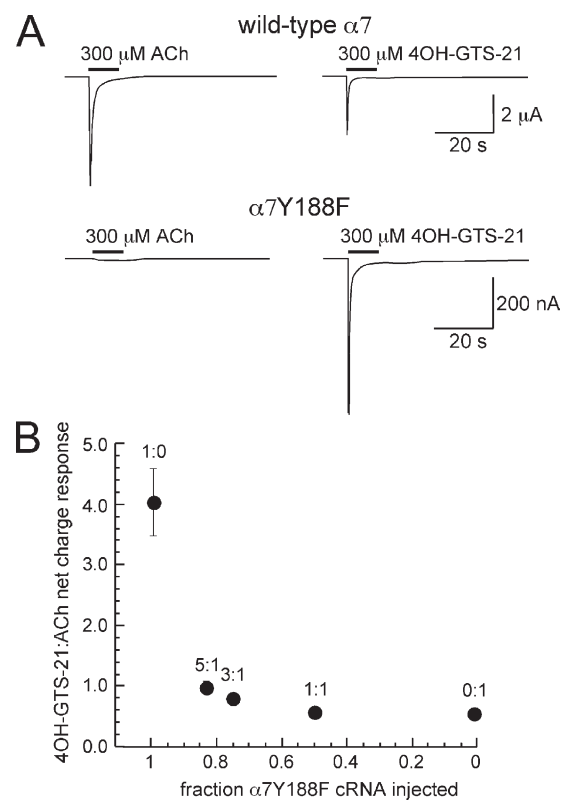 A
wild-type α7
300 μM ACh
300 μM 4OH-GTS-21
2 μA
20 s
α7Y188F
300 μM ACh
300 μM 4OH-GTS-21
200 nA
20 s
B
4OH-GTS-21:ACh net charge response
5.0
4.0
3.0
2.0
1.0
0.0
1:0
5:1
3:1
1:1
0:1
1
0.8
0.6
0.4
0.2
0
fraction α7Y188F cRNA injected